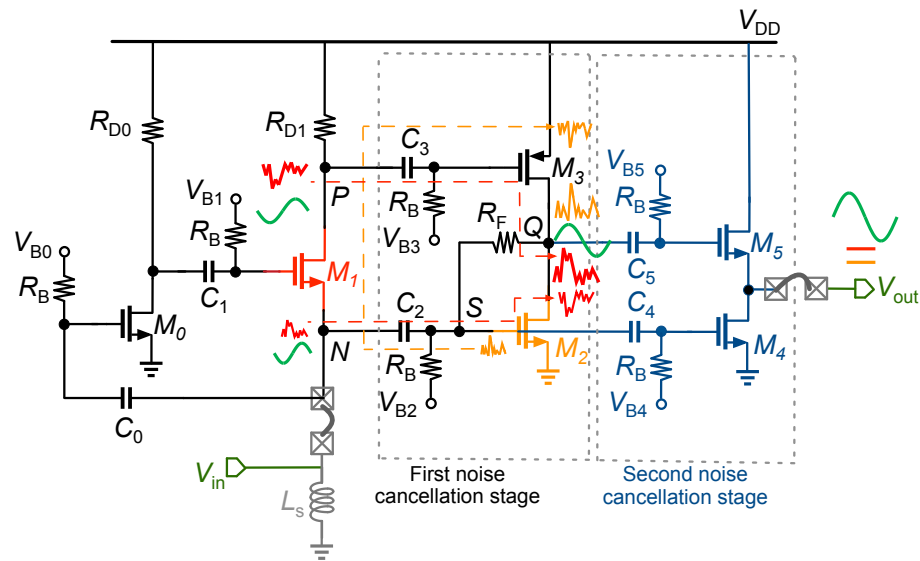 VDD
RD0
RD1
C3
M3
VB1
RB
P
RB
VB3
RF
Q
VB5
RB
M5
VB0
RB
C1
M1
C5
Vout
M0
C2
S
C4
N
RB
M2
RB
M4
C0
VB2
VB4
Vin
Ls
First noise
cancellation stage
Second noise
cancellation stage